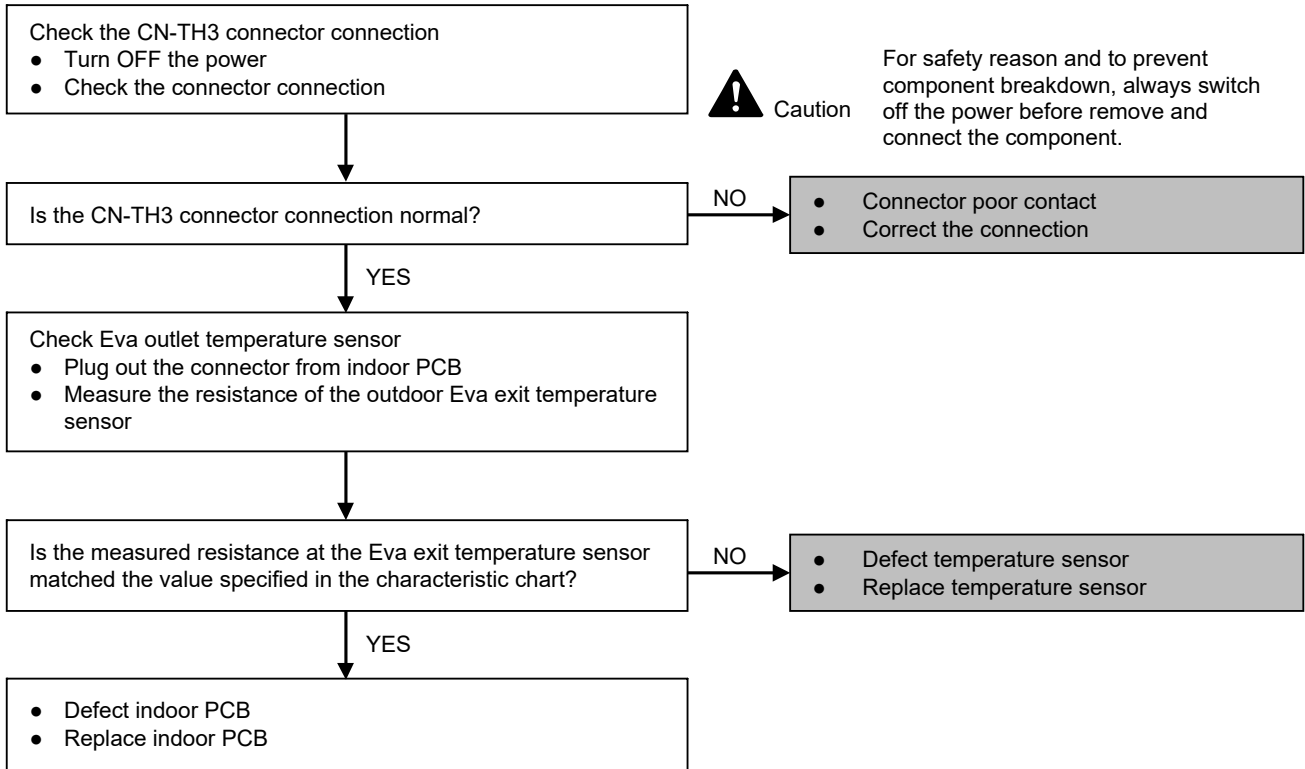 Check the CN-TH3 connector connection
● Turn OFF the power
● Check the connector connection
Caution
For safety reason and to prevent
component breakdown, always switch
off the power before remove and
connect the component.
Is the CN-TH3 connector connection normal?
NO
● Connector poor contact
● Correct the connection
YES
Check Eva outlet temperature sensor
● Plug out the connector from indoor PCB
● Measure the resistance of the outdoor Eva exit temperature
sensor
Is the measured resistance at the Eva exit temperature sensor
matched the value specified in the characteristic chart?
NO
● Defect temperature sensor
● Replace temperature sensor
YES
● Defect indoor PCB
● Replace indoor PCB